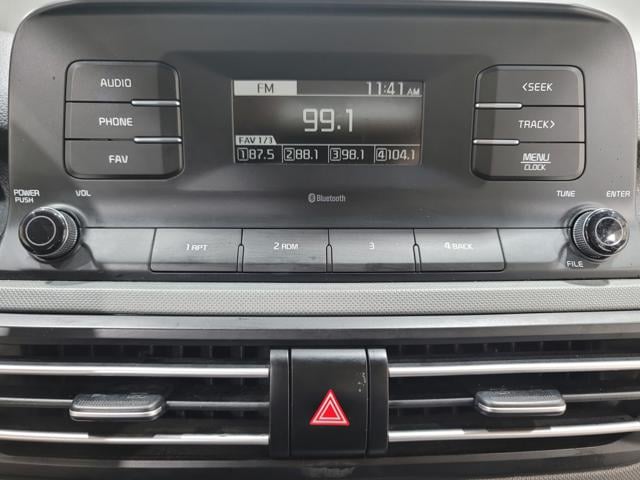 AUDIO
PHONE
FAV
FM 11:41 AM
99.1
FAV 1/3
1 87.5 2 88.1 3 98.1 4 104.1
<SEEK
TRACK>
MENU
CLOCK
POWER
PUSH
VOL
Bluetooth
TUNE
ENTER
1 RPT
2 RDM
3
4 BACK
FILE